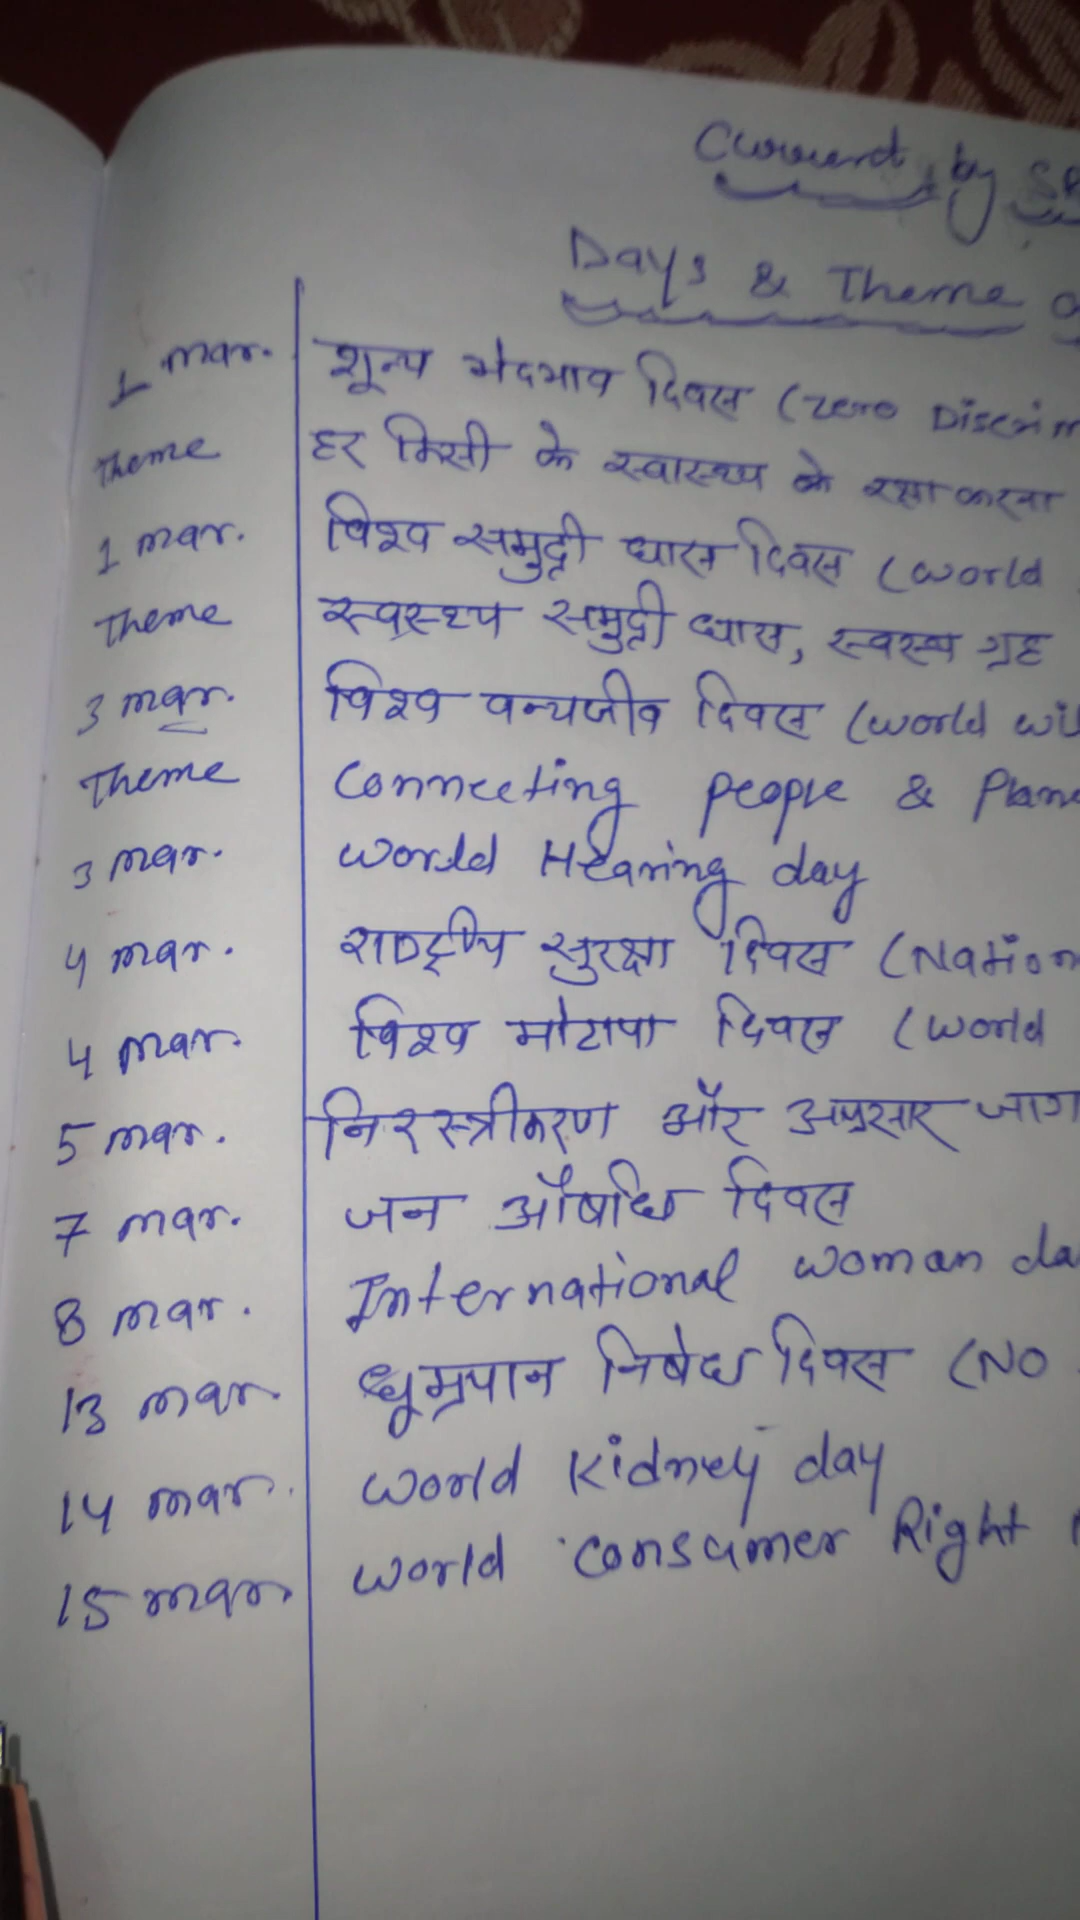 Current by
Days & Theme
1 mar. शून्य भेदभाव दिवस (Zero Discrim
Theme हर किसी के स्वास्थ्य के रक्षा करना
1 mar. विश्व समुद्री घास दिवस (World
Theme स्वस्थ्य समुद्री घास, स्वस्थ ग्रह
3 mar. विश्व वन्यजीव दिवस (World Wil
Theme Connecting people & Plane
3 mar. World Hearing day
4 mar. राष्ट्रीय सुरक्षा दिवस (Nation
4 mar. विश्व मोटापा दिवस (World
5 mar. निरस्त्रीकरण और अप्रसार जाग
7 mar. जन औषधि दिवस
8 mar. International woman da
13 mar. धूम्रपान निषेध दिवस (NO
14 mar. World Kidney day
15 mar. World Consumer Right